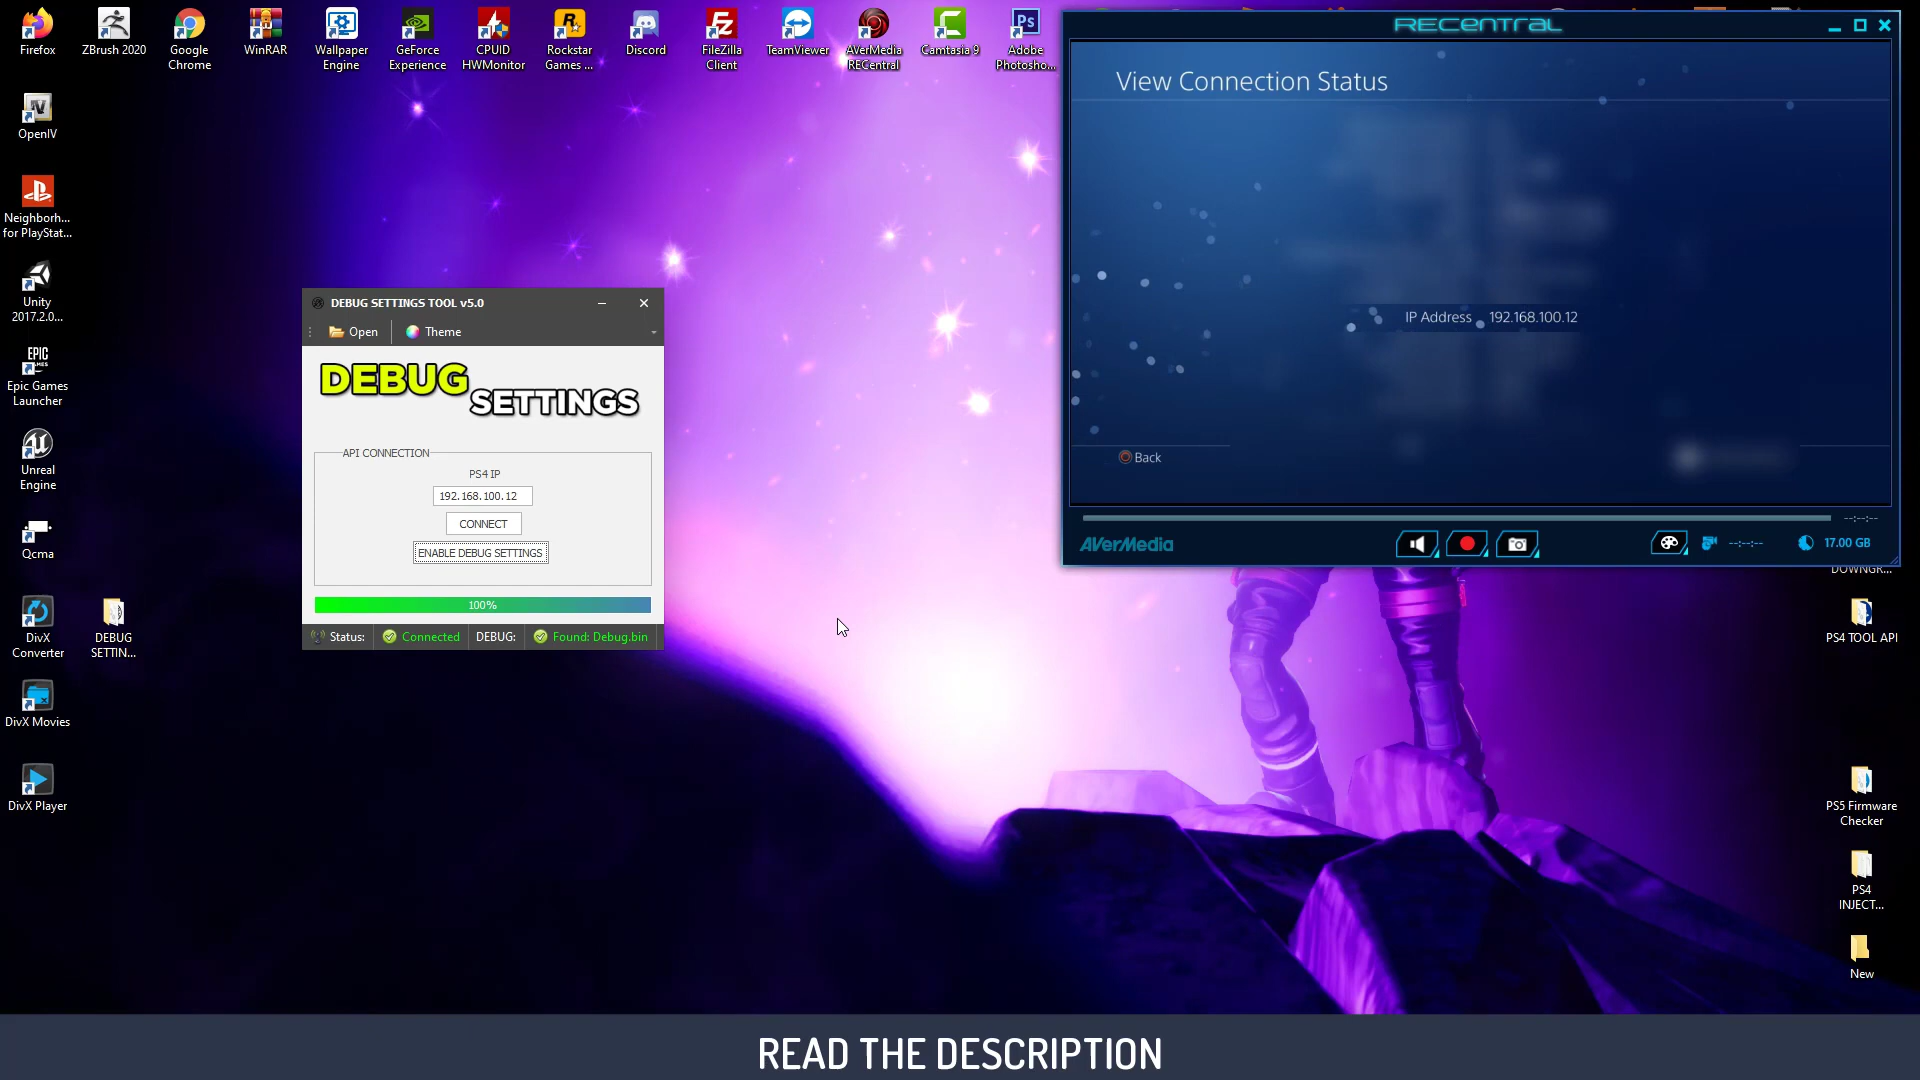 Firefox
ZBrush 2020
Google
Chrome
WinRAR
Wallpaper
Engine
GeForce
Experience
CPUID
HWMonitor
Rockstar
Games ...
Discord
FileZilla
Client
TeamViewer
AVerMedia
RECentral
Camtasia 9
Adobe
Photosho...
OpenIV
Neighborh...
for PlayStat...
Unity
2017.2.0...
Epic Games
Launcher
Unreal
Engine
Qcma
DivX
Converter
DEBUG
SETTIN...
DivX Movies
DivX Player
DEBUG SETTINGS TOOL v5.0
Open
Theme
DEBUG
SETTINGS
API CONNECTION
PS4 IP
192.168.100.12
CONNECT
ENABLE DEBUG SETTINGS
100%
Status:
Connected
DEBUG:
Found: Debug.bin
RECENTRAL
View Connection Status
IP Address 192.168.100.12
Back
--:--:--
AVerMedia
--:--:--
17.00 GB
DOWNGR...
PS4 TOOL API
PS5 Firmware
Checker
PS4
INJECT...
New
READ THE DESCRIPTION